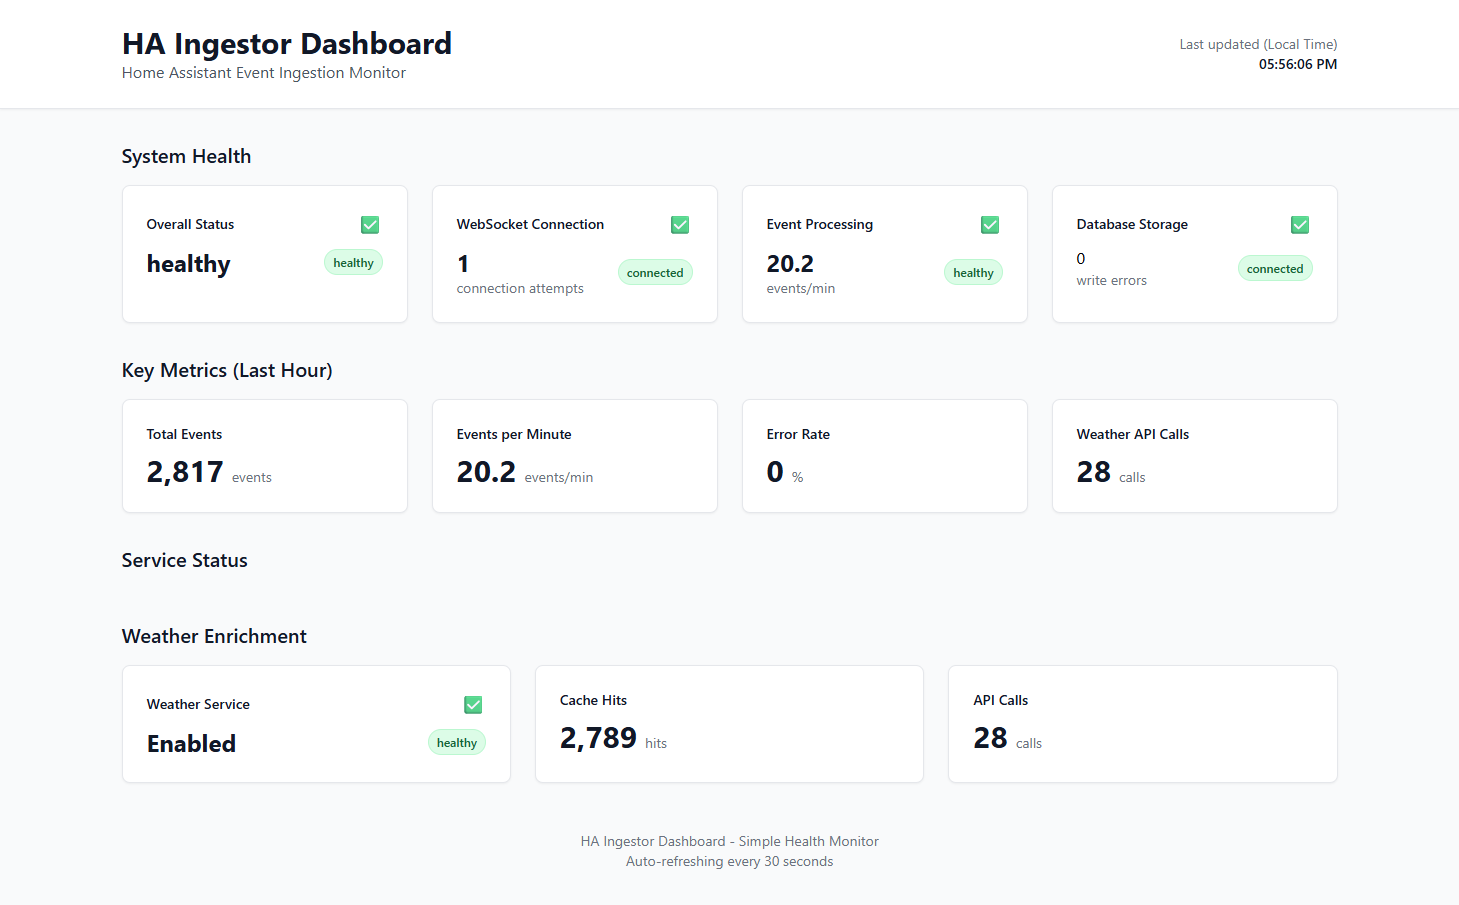 HA Ingestor Dashboard
Home Assistant Event Ingestion Monitor
Last updated (Local Time)
05:56:06 PM
System Health
Overall Status
healthy
healthy
WebSocket Connection
1
connection attempts
connected
Event Processing
20.2
events/min
healthy
Database Storage
0
write errors
connected
Key Metrics (Last Hour)
Total Events
2,817 events
Events per Minute
20.2 events/min
Error Rate
0 %
Weather API Calls
28 calls
Service Status
Weather Enrichment
Weather Service
Enabled
healthy
Cache Hits
2,789 hits
API Calls
28 calls
HA Ingestor Dashboard - Simple Health Monitor
Auto-refreshing every 30 seconds